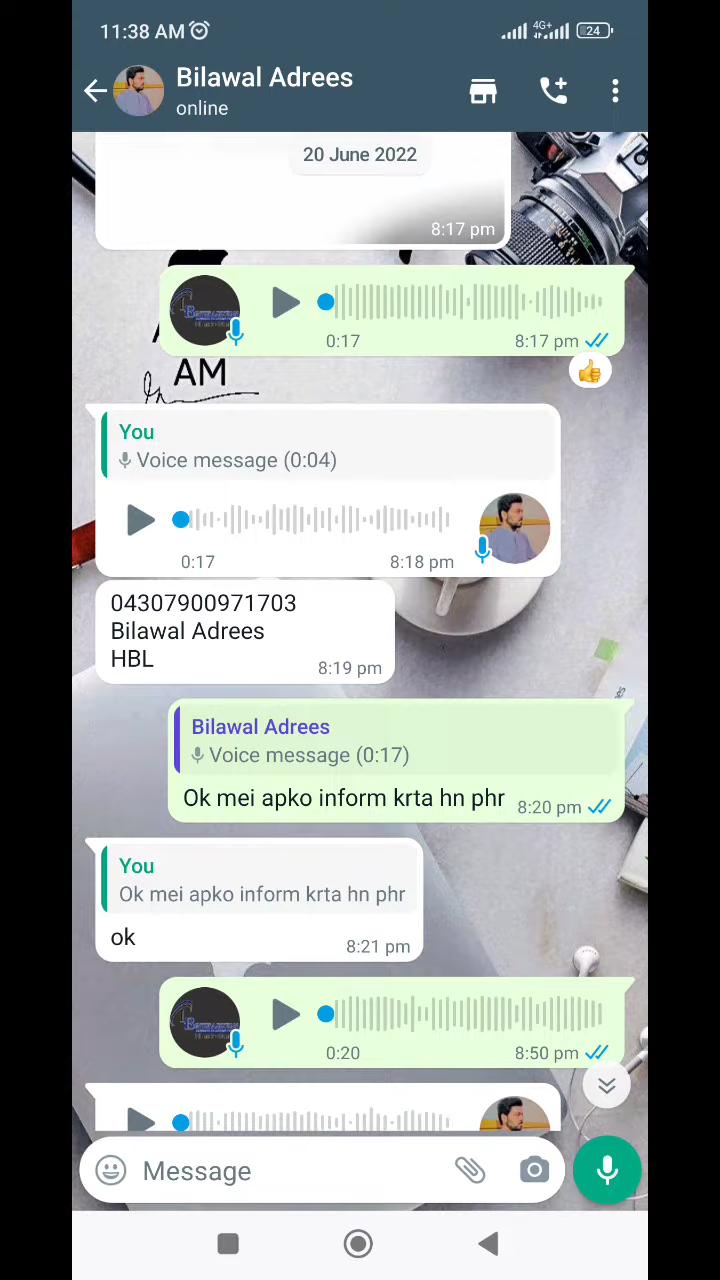 11:38 AM
4G+
24
Bilawal Adrees
online
20 June 2022
8:17 pm
0:17
8:17 pm
AM
You
Voice message (0:04)
0:17
8:18 pm
04307900971703
Bilawal Adrees
HBL
8:19 pm
Bilawal Adrees
Voice message (0:17)
Ok mei apko inform krta hn phr
8:20 pm
You
Ok mei apko inform krta hn phr
ok
8:21 pm
0:20
8:50 pm
Message